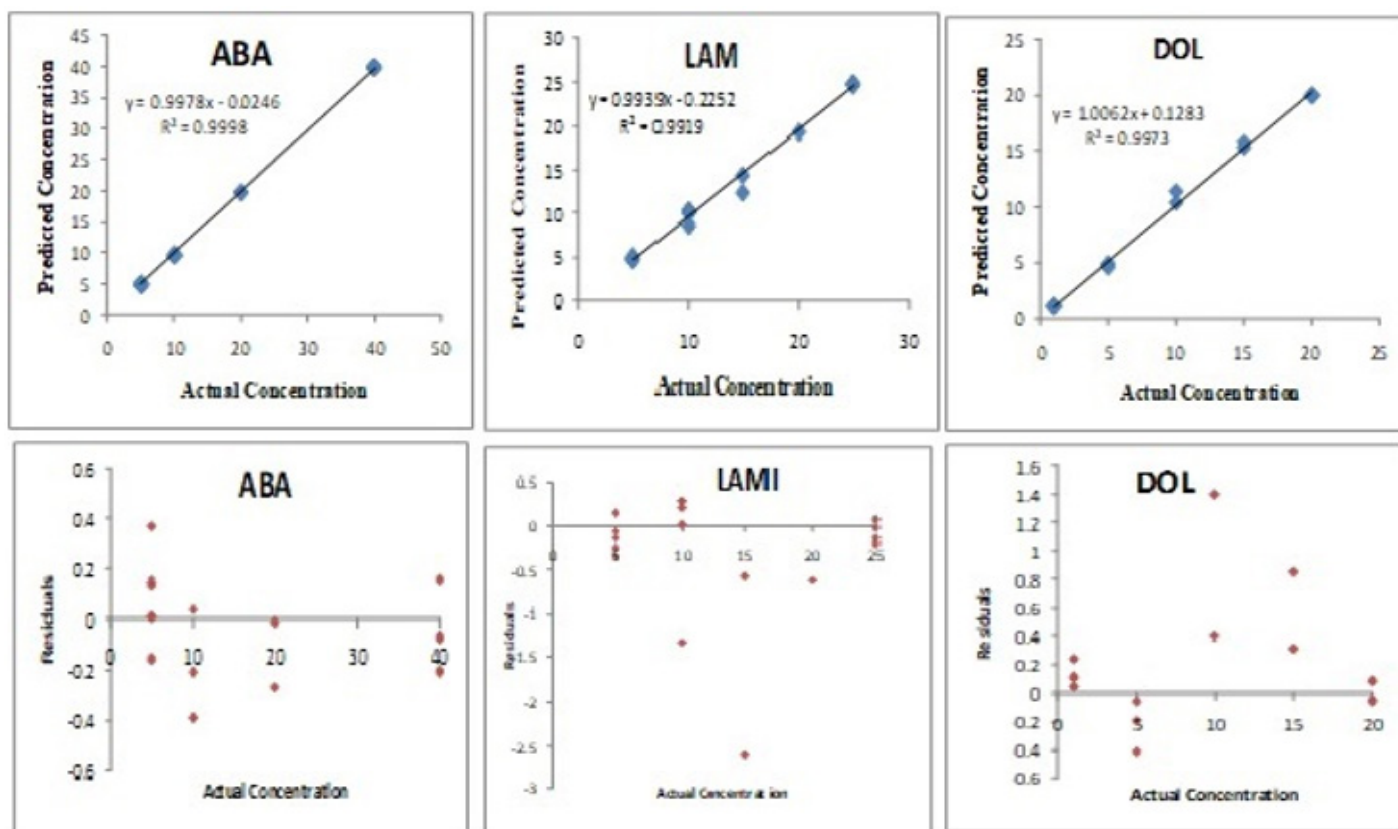 ABA
y = 0.9978x - 0.0246
R² = 0.9998
Predicted Concentration
45
40
35
30
25
20
15
10
5
0
0 10 20 30 40 50
Actual Concentration
LAM
y = 0.9939x - 0.2252
R² = 0.9919
Predicted Concentration
30
25
20
15
10
5
0
0 10 20 30
Actual Concentration
DOL
y = 1.0062x + 0.1283
R² = 0.9973
Predicted Concentration
25
20
15
10
5
0
0 5 10 15 20 25
Actual Concentration
ABA
Residuals
0.6
0.4
0.2
0
-0.2
-0.4
-0.6
0 10 20 30 40
Actual Concentration
LAMII
Residuals
0.5
0
-0.5
-1
-1.5
-2
-2.5
-3
0 5 10 15 20 25
Actual Concentration
DOL
Residuals
1.6
1.4
1.2
1
0.8
0.6
0.4
0.2
0
0.2
0.4
0.6
0 5 10 15 20
Actual Concentration